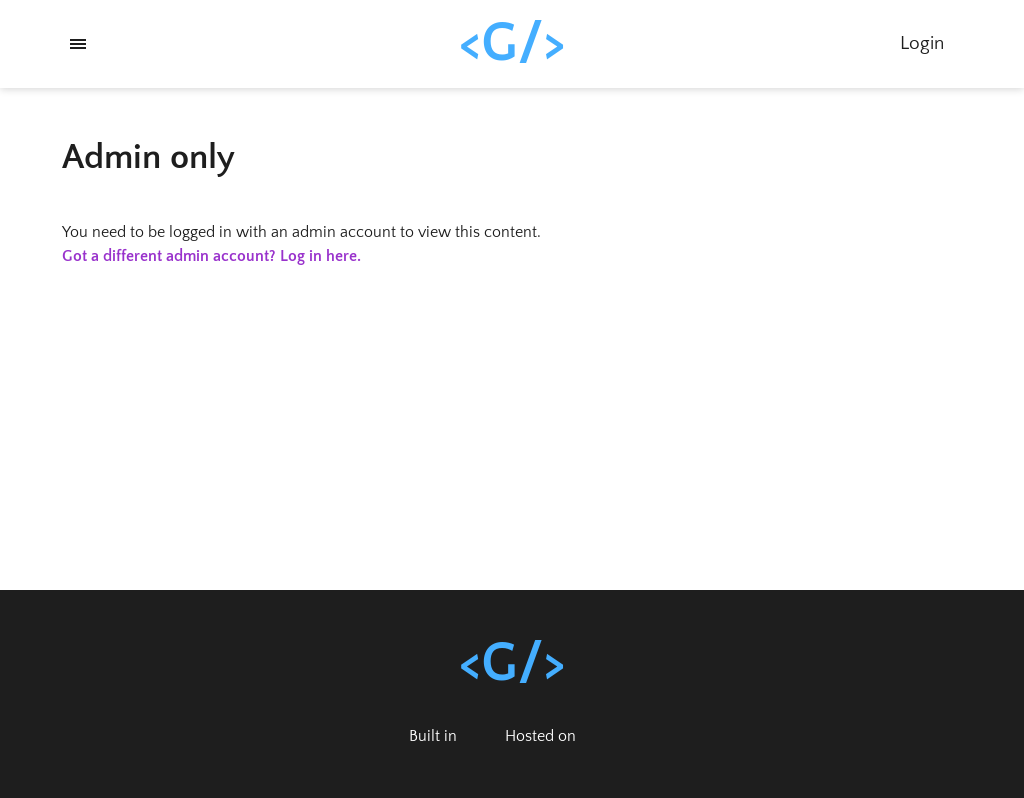 <G/>
Login
Admin only
You need to be logged in with an admin account to view this content.
Got a different admin account? Log in here.
<G/>
Built in
Hosted on